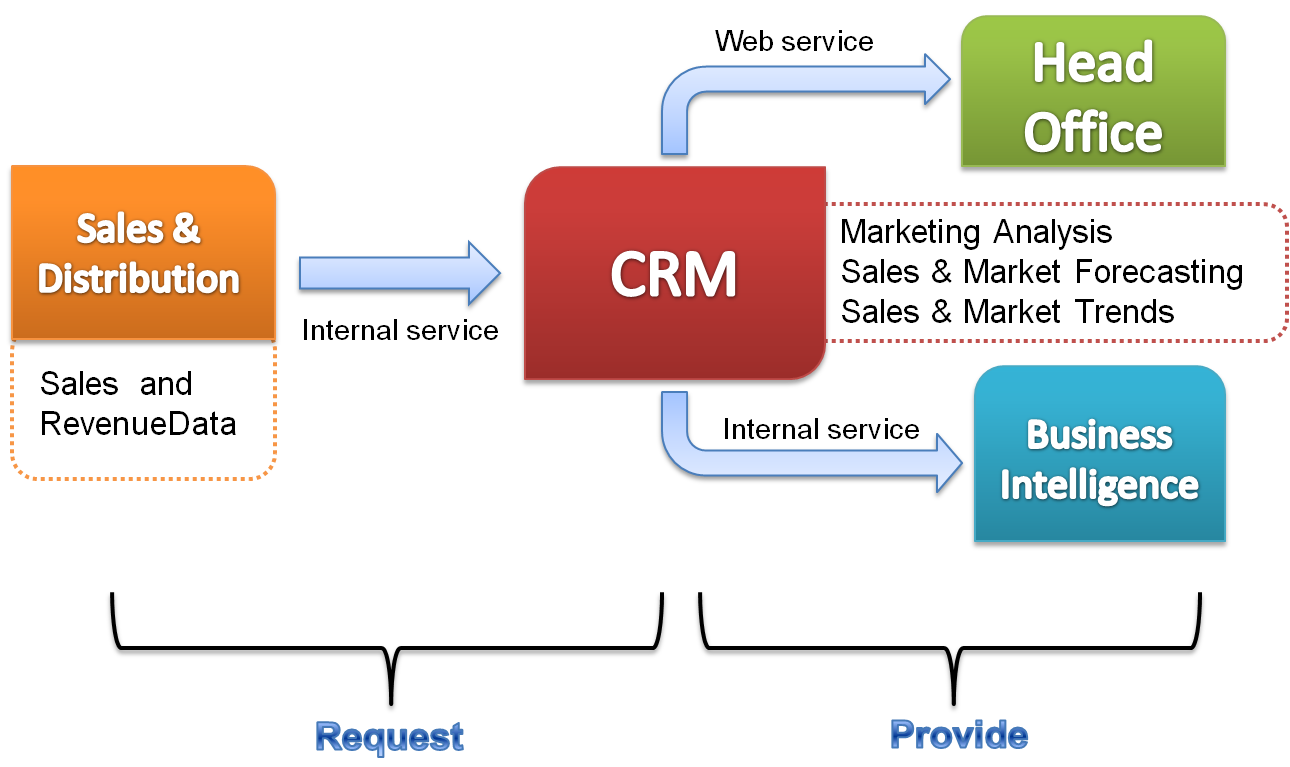 Web service
Head
Office
Sales &
Distribution
Internal service
CRM
Marketing Analysis
Sales & Market Forecasting
Sales & Market Trends
Sales and
RevenueData
Internal service
Business
Intelligence
Request
Provide